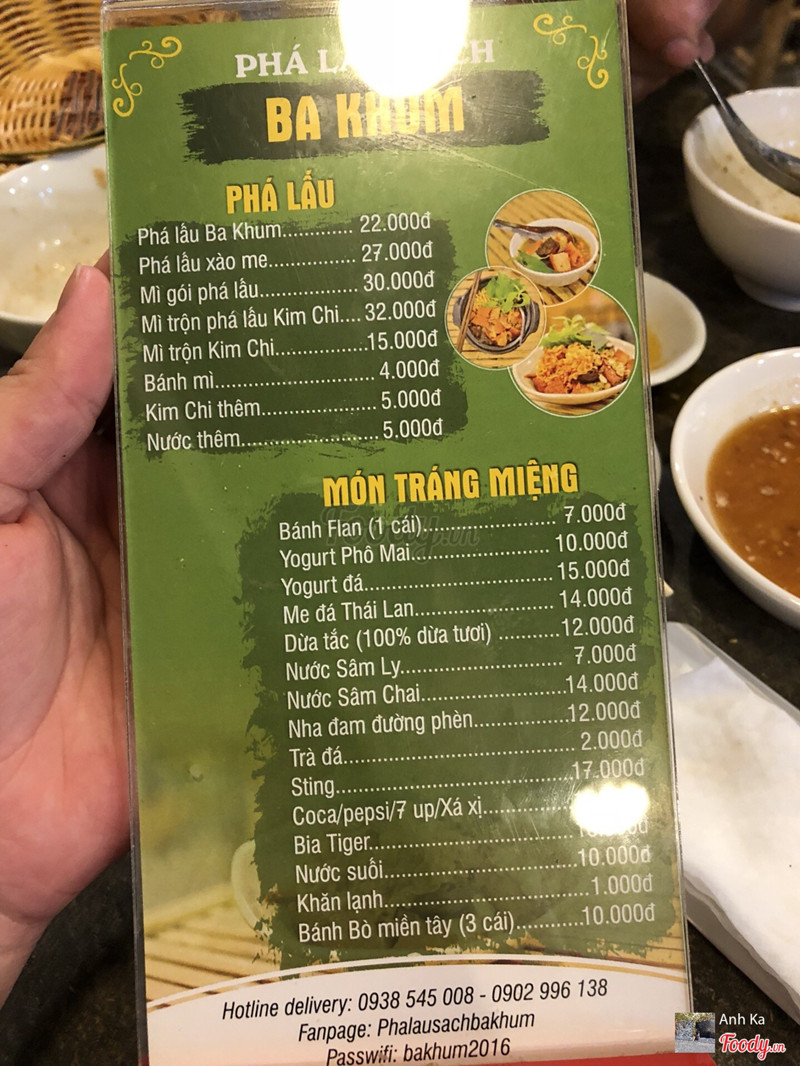 PHÁ
BA KHUM
PHÁ LẤU
Phá lấu Ba Khum............ 22.000đ
Phá lấu xào me............... 27.000đ
Mì gói phá lấu................. 30.000đ
Mì trộn phá lấu Kim Chi.... 32.000đ
Mì trộn Kim Chi................15.000đ
Bánh mì........................... 4.000đ
Kim Chi thêm.................... 5.000đ
Nước thêm........................ 5.000đ
MÓN TRÁNG MIỆNG
Bánh Flan (1 cái)....................... 7.000đ
Yogurt Phô Mai........................ 10.000đ
Yogurt đá................................. 15.000đ
Me đá Thái Lan........................ 14.000đ
Dừa tắc (100% dừa tươi) ..........12.000đ
Nước Sâm Ly............................ 7.000đ
Nước Sâm Chai........................14.000đ
Nha đam đường phèn...............12.000đ
Trà đá....................................... 2.000đ
Sting........................................17.000đ
Coca/pepsi/7 up/Xá xị
Bia Tiger
Nước suối................................10.000đ
Khăn lạnh..................................1.000đ
Bánh Bò miền tây (3 cái)............10.000đ
Hotline delivery: 0938 545 008 - 0902 996 138
Fanpage: Phalausachbakhum
Passwifi: bakhum2016
Foody.vn
Anh Ka
Foody.vn